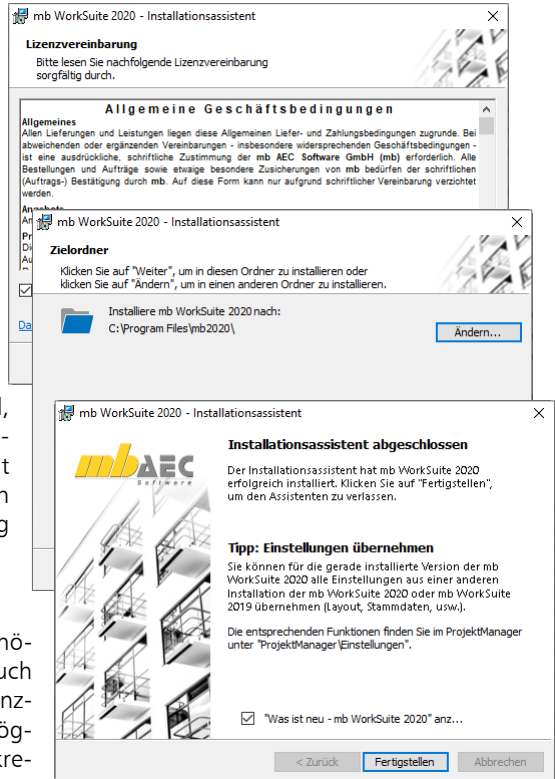 mb WorkSuite 2020 - Installationsassistent
Lizenzvereinbarung
Bitte lesen Sie nachfolgende Lizenzvereinbarung
sorgfältig durch.
Allgemeine Geschäftsbedingungen
Allgemeines
Allen Lieferungen und Leistungen liegen diese Allgemeinen Liefer- und Zahlungsbedingungen zugrunde. Bei
abweichenden oder ergänzenden Vereinbarungen - insbesondere widersprechenden Geschäftsbedingungen -
ist eine ausdrückliche, schriftliche Zustimmung der mb AEC Software GmbH (mb) erforderlich. Alle
Bestellungen und Aufträge sowie etwaige besondere Zusicherungen von mb bedürfen der schriftlichen
(Auftrags-) Bestätigung durch mb. Auf diese Form kann nur aufgrund schriftlicher Vereinbarung verzichtet
werden.
mb WorkSuite 2020 - Installationsassistent
Zielordner
Klicken Sie auf "Weiter", um in diesen Ordner zu installieren oder
klicken Sie auf "Ändern", um in einen anderen Ordner zu installieren.
Installiere mb WorkSuite 2020 nach:
C:\Program Files\mb2020\
Ändern...
mb WorkSuite 2020 - Installationsassistent
mbAEC
Software
Installationsassistent abgeschlossen
Der Installationsassistent hat mb WorkSuite 2020
erfolgreich installiert. Klicken Sie auf "Fertigstellen",
um den Assistenten zu verlassen.
Tipp: Einstellungen übernehmen
Sie können für die gerade installierte Version der mb
WorkSuite 2020 alle Einstellungen aus einer anderen
Installation der mb WorkSuite 2020 oder mb WorkSuite
2019 übernehmen (Layout, Stammdaten, usw.).
Die entsprechenden Funktionen finden Sie im ProjektManager
unter "ProjektManager\Einstellungen".
"Was ist neu - mb WorkSuite 2020" anz...
< Zurück
Fertigstellen
Abbrechen